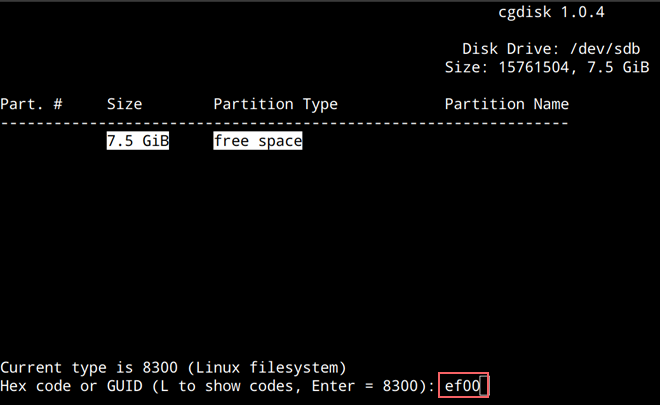 cgdisk 1.0.4
Disk Drive: /dev/sdb
Size: 15761504, 7.5 GiB
Part. # Size Partition Type Partition Name
----------------------------------------------------------------
7.5 GiB free space
Current type is 8300 (Linux filesystem)
Hex code or GUID (L to show codes, Enter = 8300): ef00